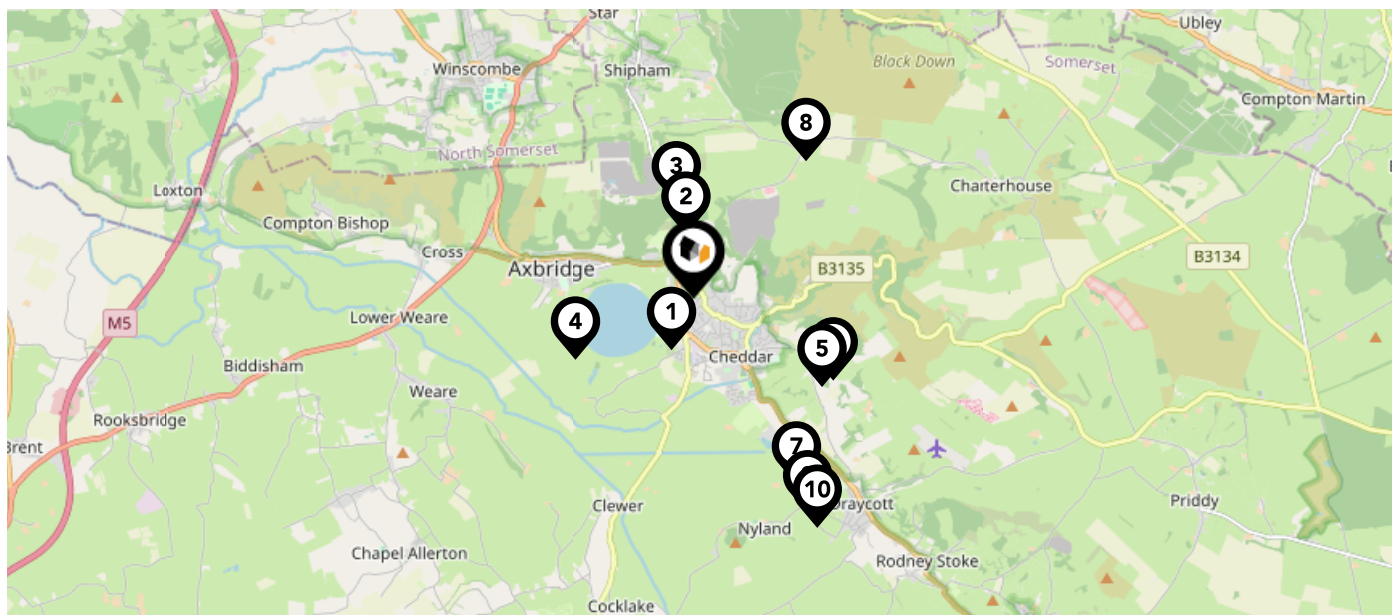 Star
Ubley
Winscombe
Shipham
Black Down
Somerset
Compton Martin
8
North Somerset
3
Loxton
2
Charterhouse
Compton Bishop
Cross
Axbridge
B3135
B3134
M5
Lower Weare
4
1
5
Cheddar
Biddisham
Weare
Rooksbridge
Brent
7
10
Draycott
Clewer
Priddy
Nyland
Chapel Allerton
Rodney Stoke
Cocklake